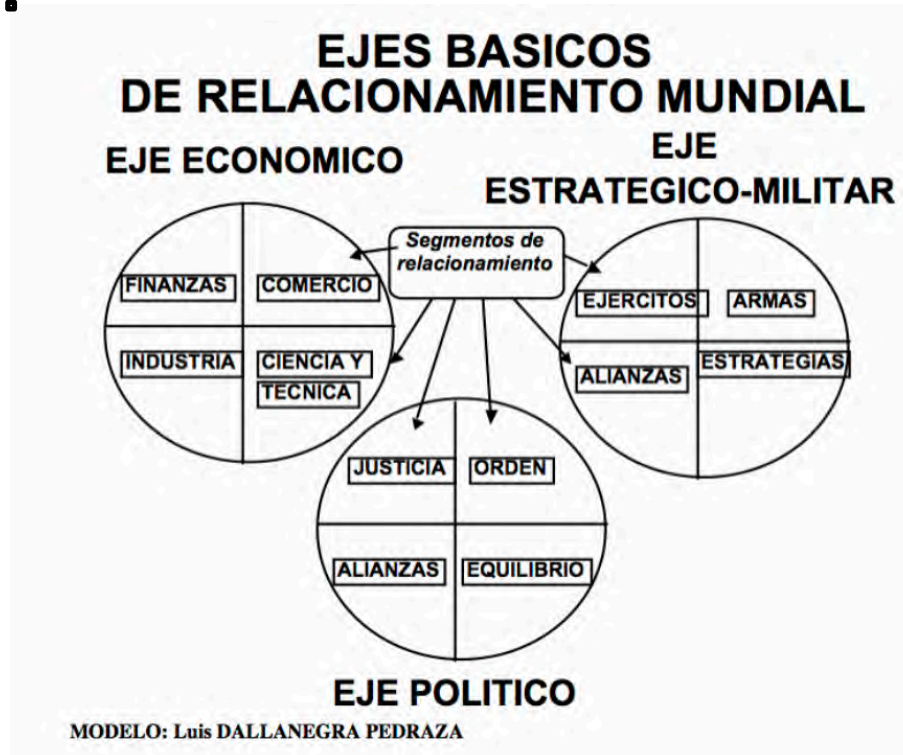 EJES BASICOS
DE RELACIONAMIENTO MUNDIAL
EJE ECONOMICO
EJE
ESTRATEGICO-MILITAR
Segmentos de
relacionamiento
FINANZAS
COMERCIO
INDUSTRIA
CIENCIA Y
TECNICA
EJERCITOS
ARMAS
ALIANZAS
ESTRATEGIAS
JUSTICIA
ORDEN
ALIANZAS
EQUILIBRIO
EJE POLITICO
MODELO: Luis DALLANEGRA PEDRAZA